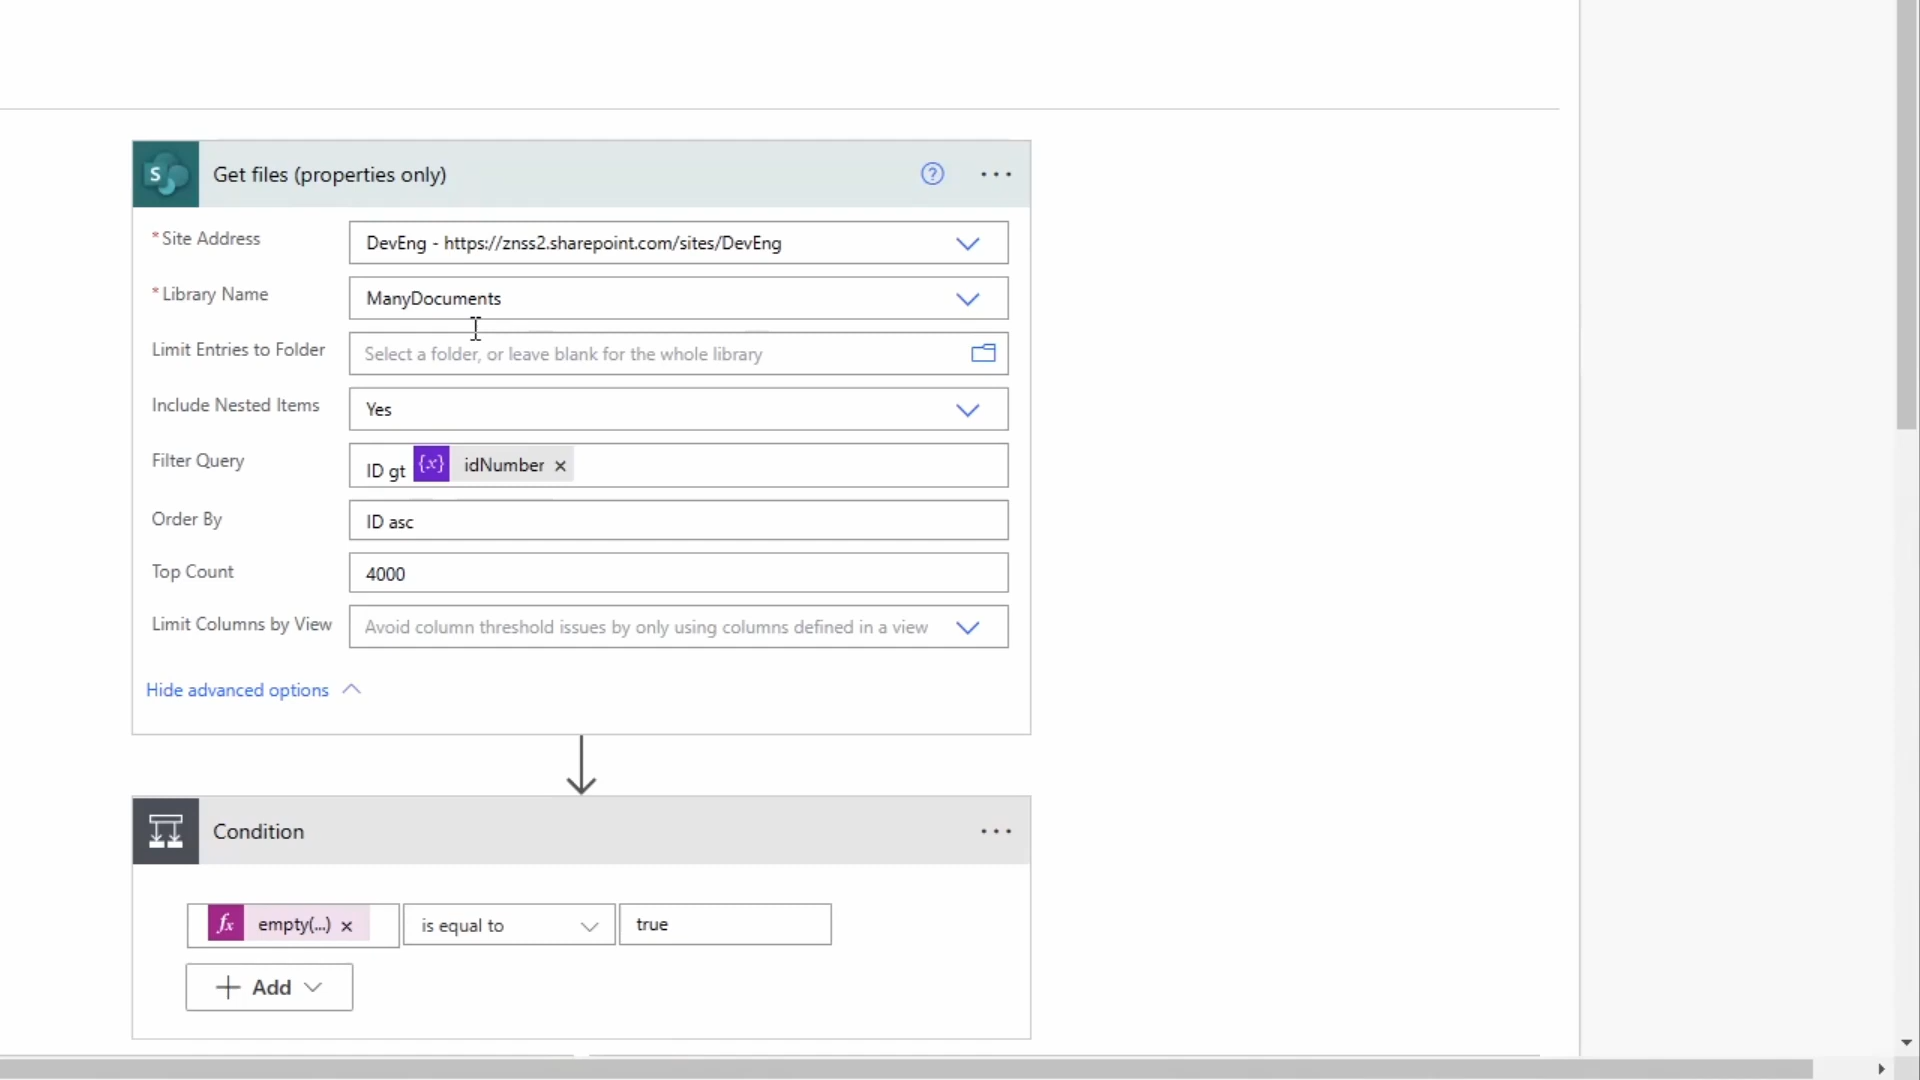 S
Get files (properties only)
?
...
*Site Address
DevEng - https://znss2.sharepoint.com/sites/DevEng
*Library Name
ManyDocuments
Limit Entries to Folder
Select a folder, or leave blank for the whole library
Include Nested Items
Yes
Filter Query
ID gt {x} idNumber ×
Order By
ID asc
Top Count
4000
Limit Columns by View
Avoid column threshold issues by only using columns defined in a view
Hide advanced options
Condition
...
fx empty(...) ×
is equal to
true
+ Add